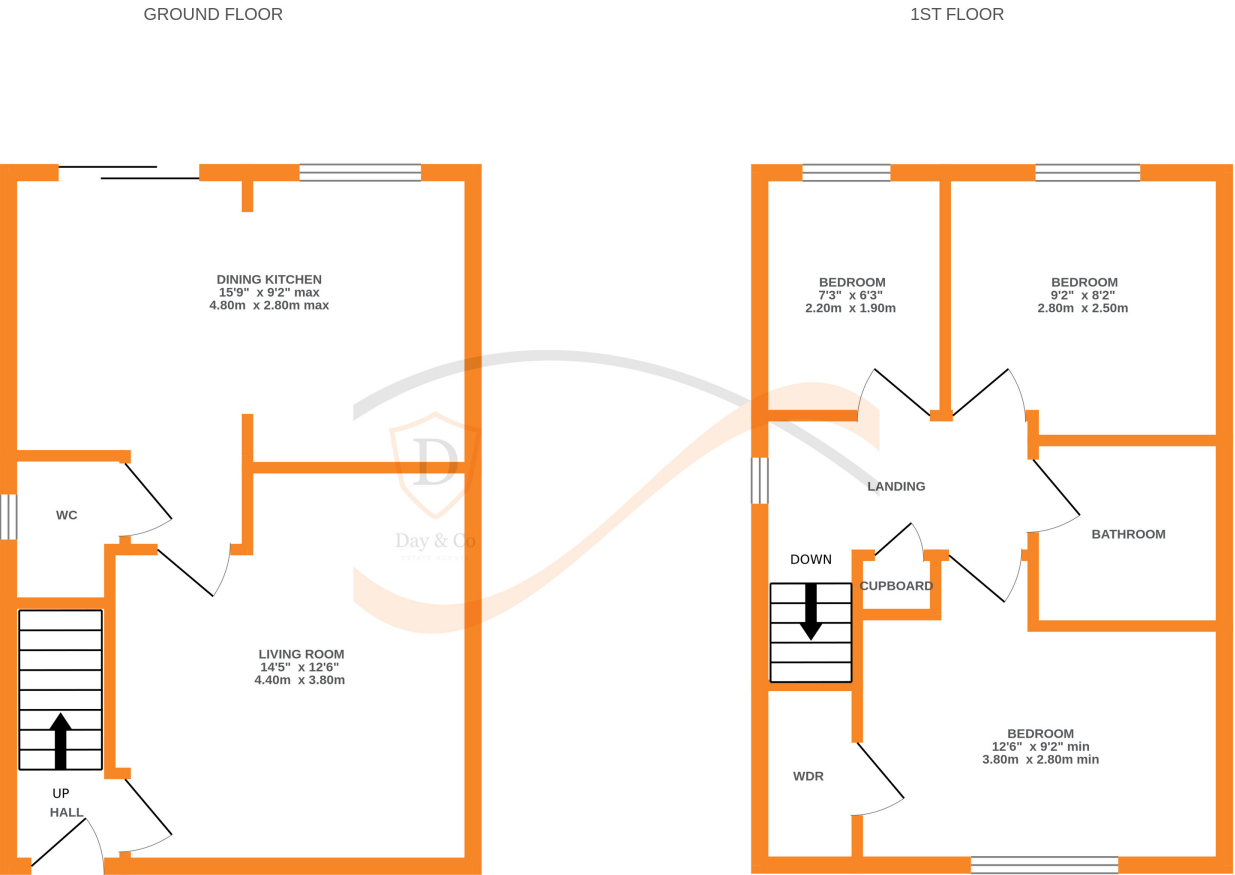 GROUND FLOOR
1ST FLOOR
DINING KITCHEN
15'9" x 9'2" max
4.80m x 2.80m max
WC
UP
HALL
LIVING ROOM
14'5" x 12'6"
4.40m x 3.80m
D
Day & Co
ESTATE AGENTS
BEDROOM
7'3" x 6'3"
2.20m x 1.90m
BEDROOM
9'2" x 8'2"
2.80m x 2.50m
LANDING
BATHROOM
DOWN
CUPBOARD
BEDROOM
12'6" x 9'2" min
3.80m x 2.80m min
WDR